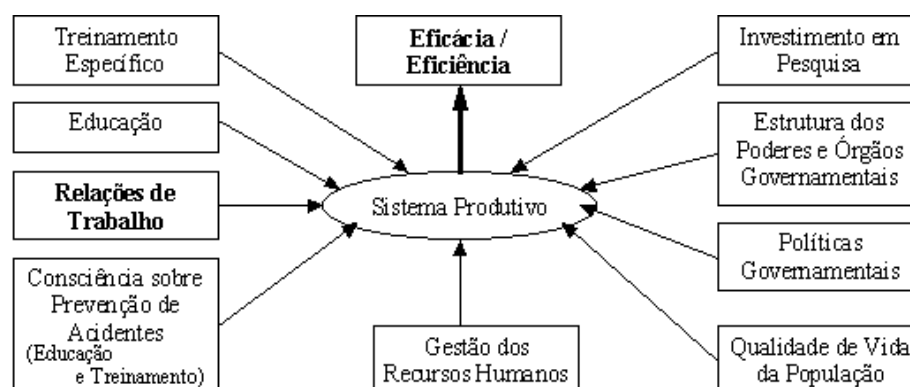 Treinamento
Específico
Educação
Relações de
Trabalho
Consciência sobre
Prevenção de
Acidentes
(Educação
e Treinamento)
Eficácia /
Eficiência
Sistema Produtivo
Gestão dos
Recursos Humanos
Investimento em
Pesquisa
Estrutura dos
Poderes e Órgãos
Governamentais
Políticas
Governamentais
Qualidade de Vida
da População